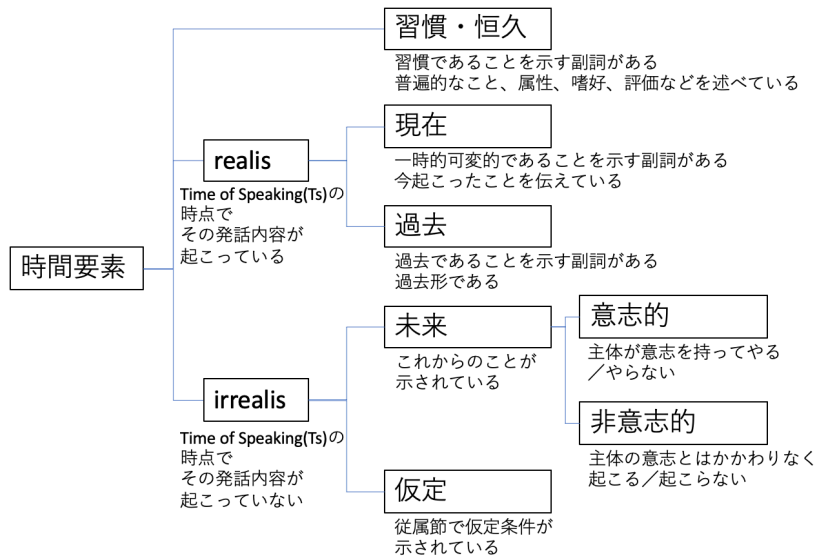 時間要素
習慣・恒久
習慣であることを示す副詞がある
普遍的なこと、属性、嗜好、評価などを述べている
realis
Time of Speaking(Ts)の
時点で
その発話内容が
起こっている
現在
一時的可変的であることを示す副詞がある
今起こったことを伝えている
過去
過去であることを示す副詞がある
過去形である
irrealis
Time of Speaking(Ts)の
時点で
その発話内容が
起こっていない
未来
これからのことが
示されている
意志的
主体が意志を持ってやる
／やらない
非意志的
主体の意志とはかかわりなく
起こる／起こらない
仮定
従属節で仮定条件が
示されている